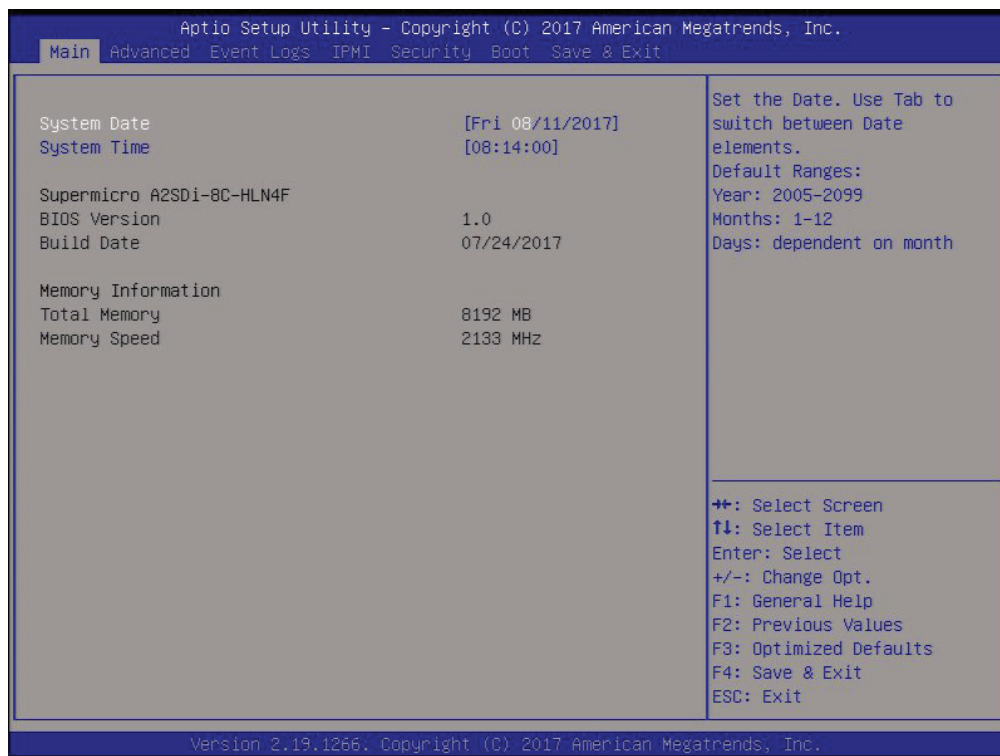 Aptio Setup Utility – Copyright (C) 2017 American Megatrends, Inc.
Main Advanced Event Logs IPMI Security Boot Save & Exit
System Date [Fri 08/11/2017]
System Time [08:14:00]
Supermicro A2SDi-8C-HLN4F
BIOS Version 1.0
Build Date 07/24/2017
Memory Information
Total Memory 8192 MB
Memory Speed 2133 MHz
Set the Date. Use Tab to
switch between Date
elements.
Default Ranges:
Year: 2005-2099
Months: 1-12
Days: dependent on month
→←: Select Screen
↑↓: Select Item
Enter: Select
+/-: Change Opt.
F1: General Help
F2: Previous Values
F3: Optimized Defaults
F4: Save & Exit
ESC: Exit
Version 2.19.1266. Copyright (C) 2017 American Megatrends, Inc.